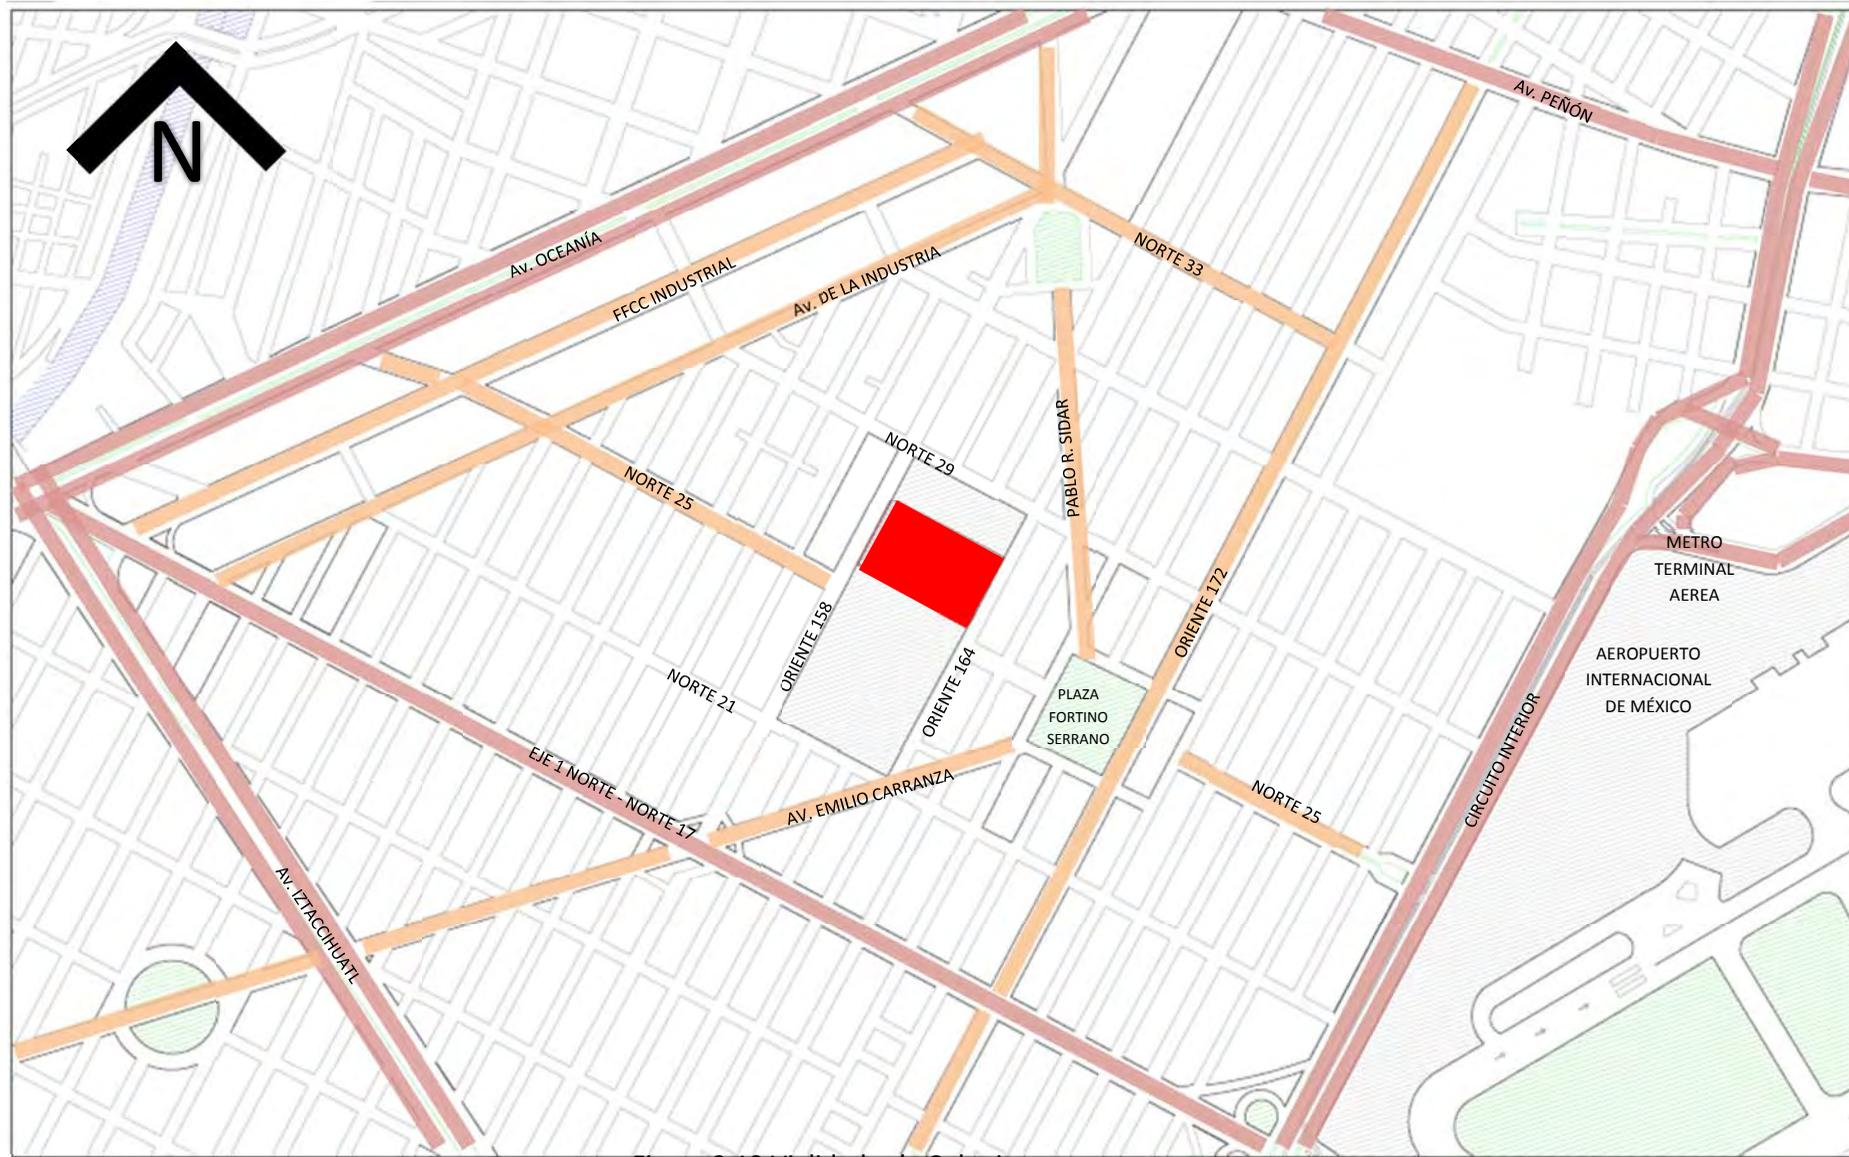 N
Av. PEÑÓN
Av. OCEANÍA
FFCC INDUSTRIAL
Av. DE LA INDUSTRIA
NORTE 33
NORTE 29
PABLO R. SIDAR
NORTE 25
METRO
TERMINAL
AEREA
ORIENTE 172
ORIENTE 158
ORIENTE 164
NORTE 21
PLAZA
FORTINO
SERRANO
AEROPUERTO
INTERNACIONAL
DE MÉXICO
CIRCUITO INTERIOR
EJE 1 NORTE - NORTE 17
AV. EMILIO CARRANZA
NORTE 25
Av. IZTACCIHUATL